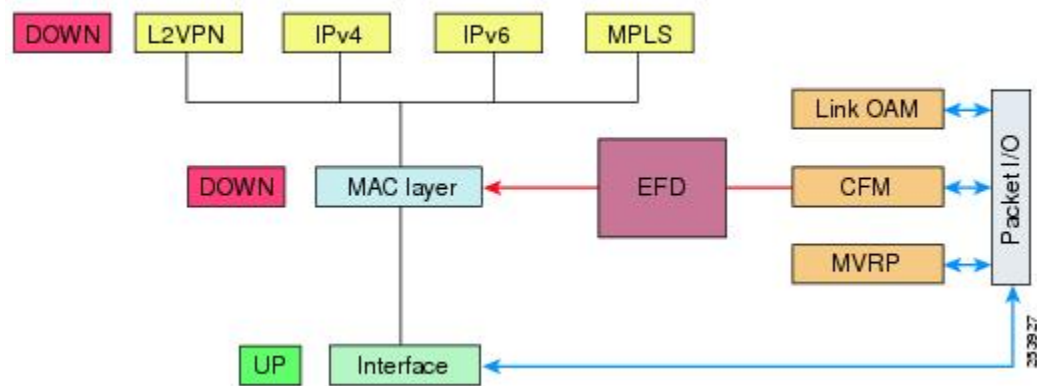 DOWN
L2VPN
IPv4
IPv6
MPLS
Link OAM
DOWN
MAC layer
EFD
CFM
Packet I/O
MVRP
UP
Interface
253927